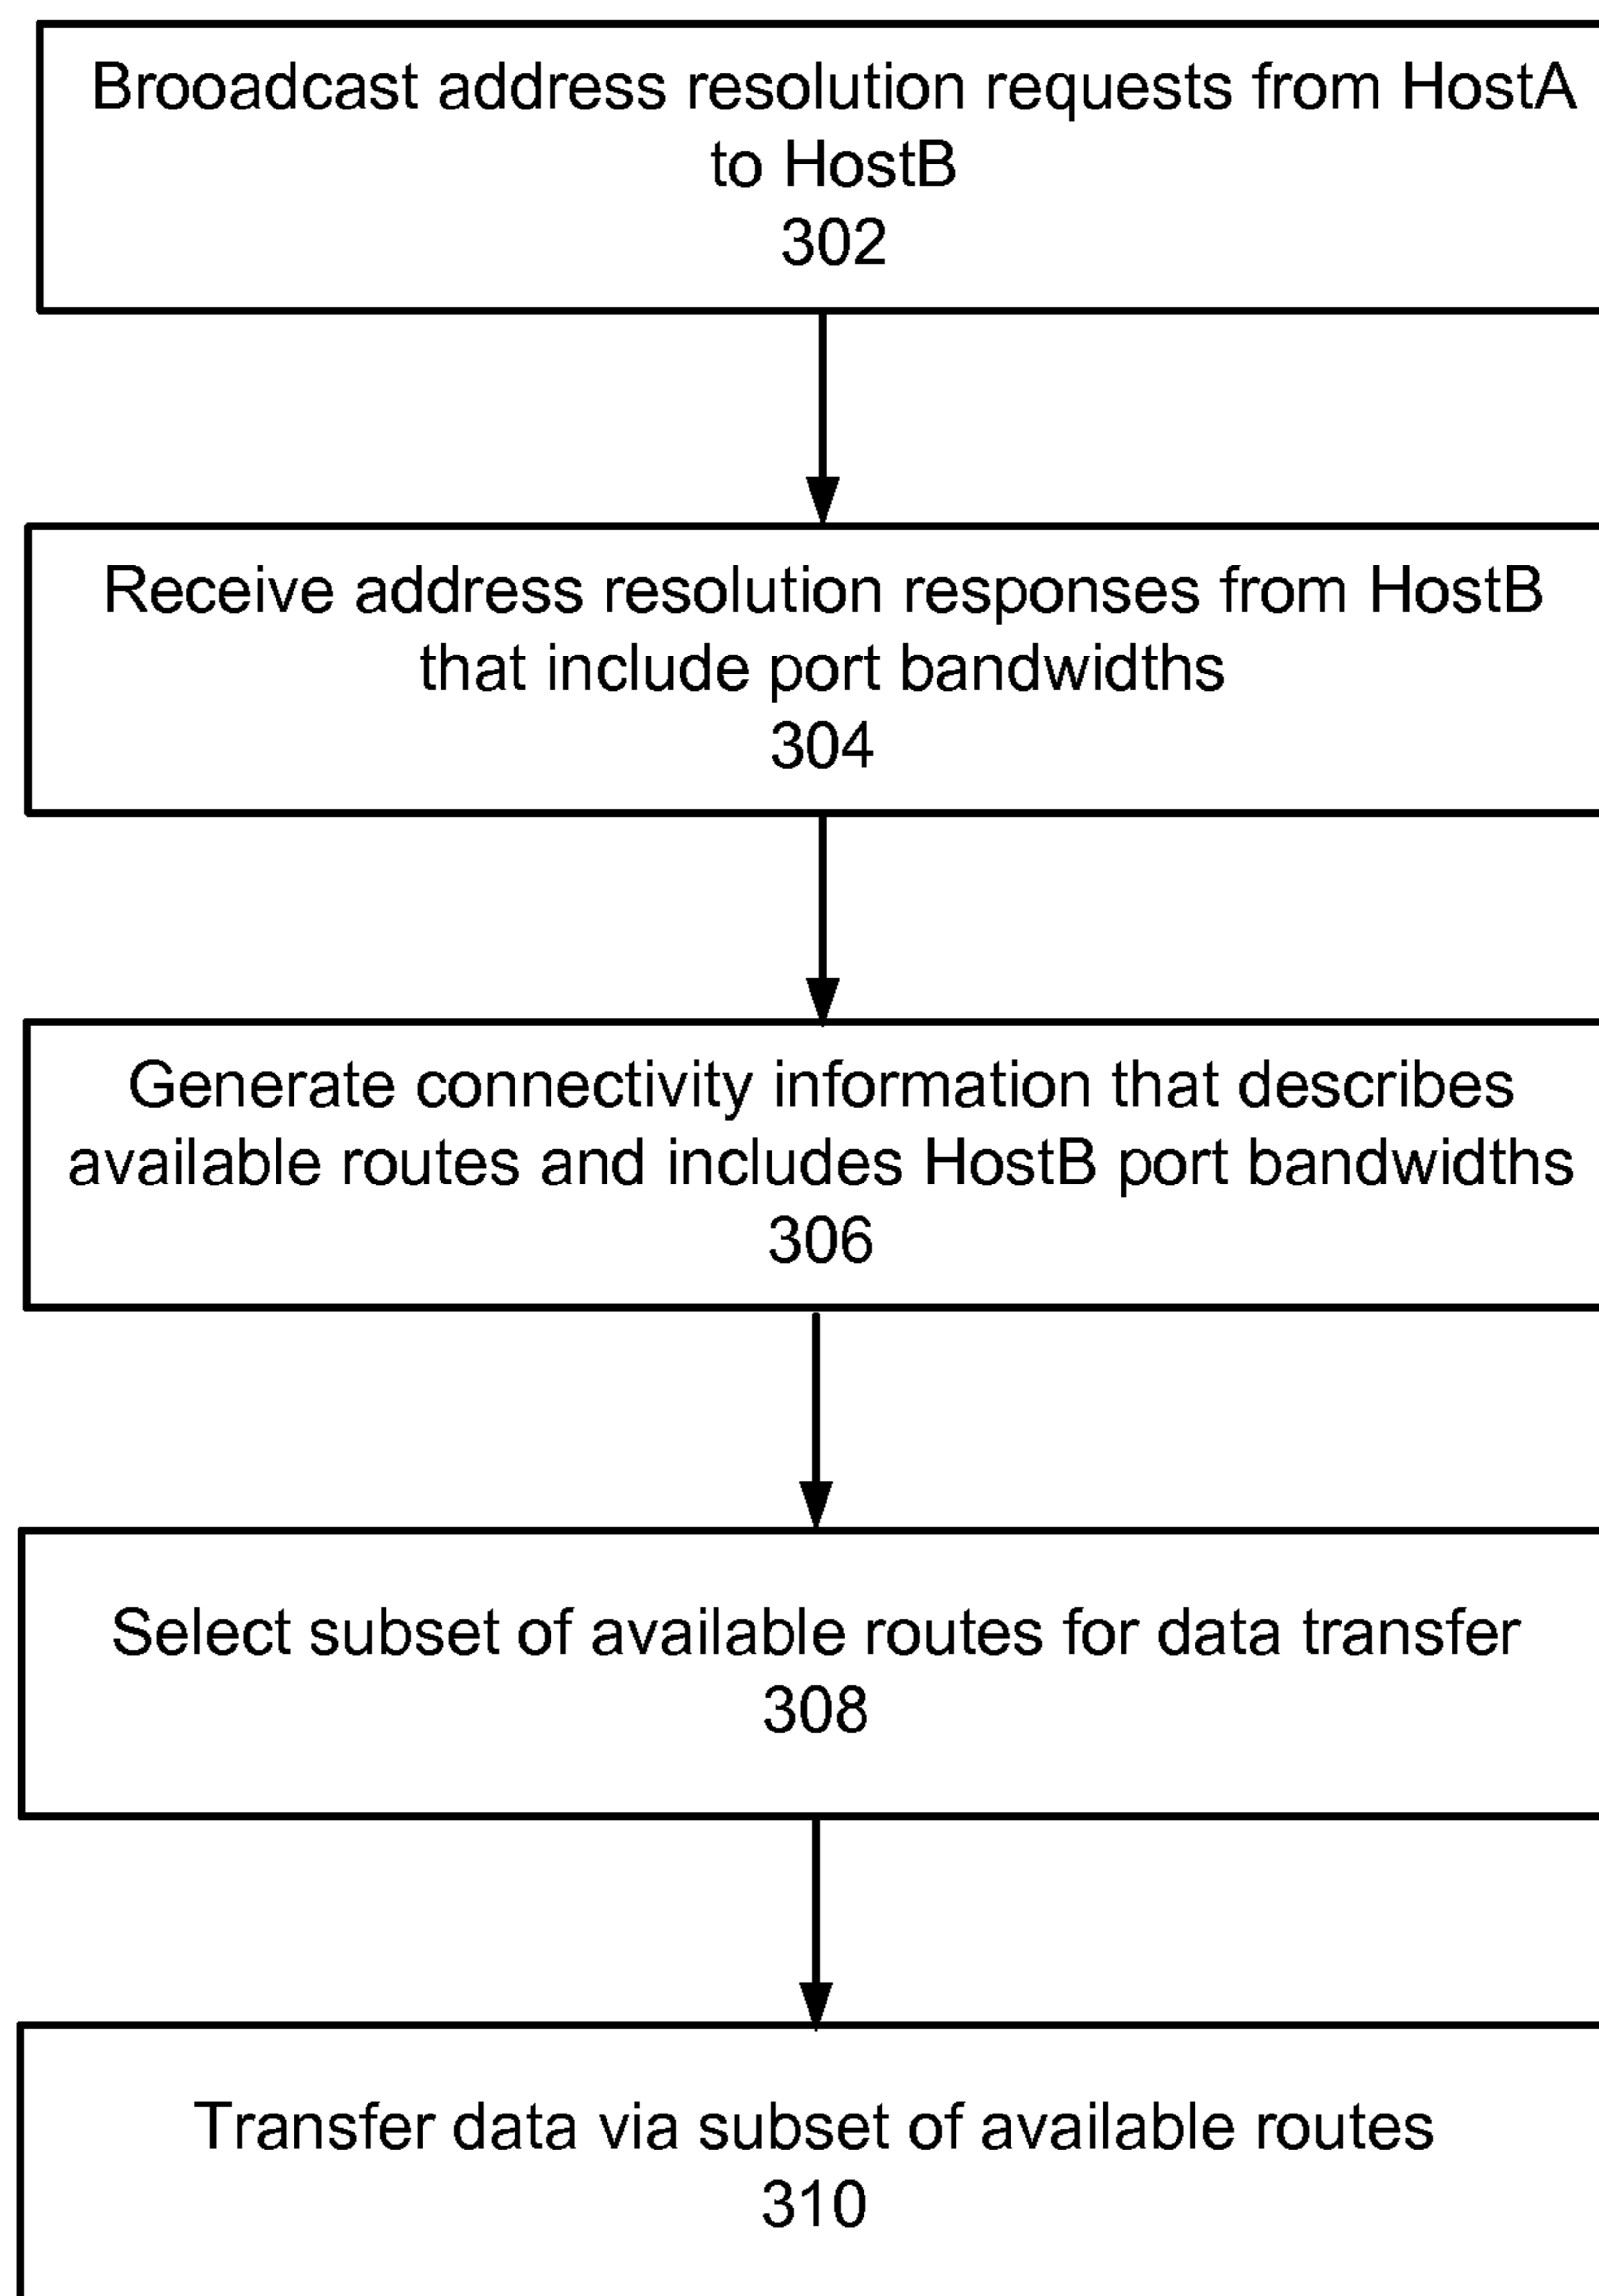 Brooadcast address resolution requests from HostA
to HostB
302
Receive address resolution responses from HostB
that include port bandwidths
304
Generate connectivity information that describes
available routes and includes HostB port bandwidths
306
Select subset of available routes for data transfer
308
Transfer data via subset of available routes
310